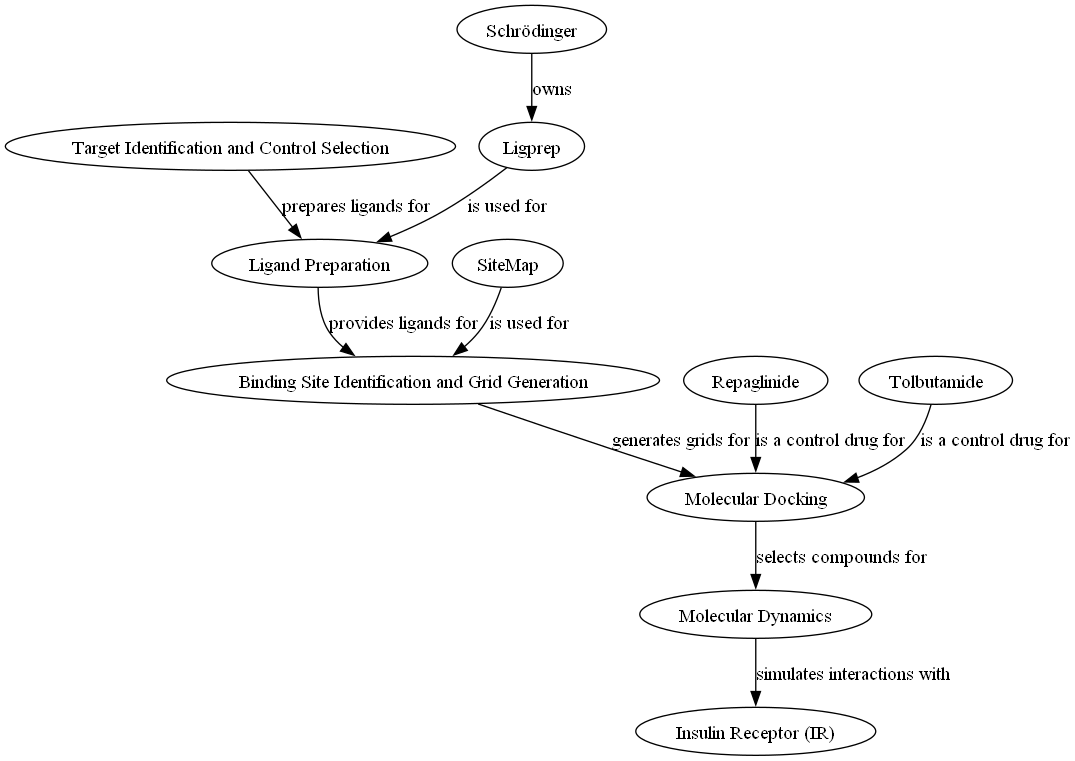 Schrödinger
owns
Target Identification and Control Selection
Ligprep
prepares ligands for
is used for
Ligand Preparation
SiteMap
provides ligands for
is used for
Binding Site Identification and Grid Generation
Repaglinide
Tolbutamide
generates grids for
is a control drug for
is a control drug for
Molecular Docking
selects compounds for
Molecular Dynamics
simulates interactions with
Insulin Receptor (IR)